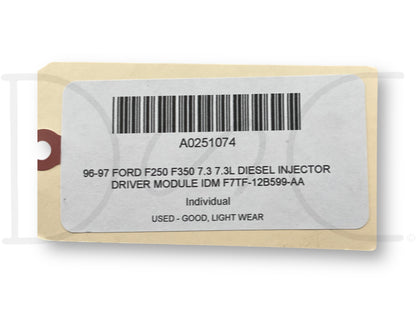 A0251074
96-97 FORD F250 F350 7.3 7.3L DIESEL INJECTOR
DRIVER MODULE IDM F7TF-12B599-AA
Individual
USED - GOOD, LIGHT WEAR